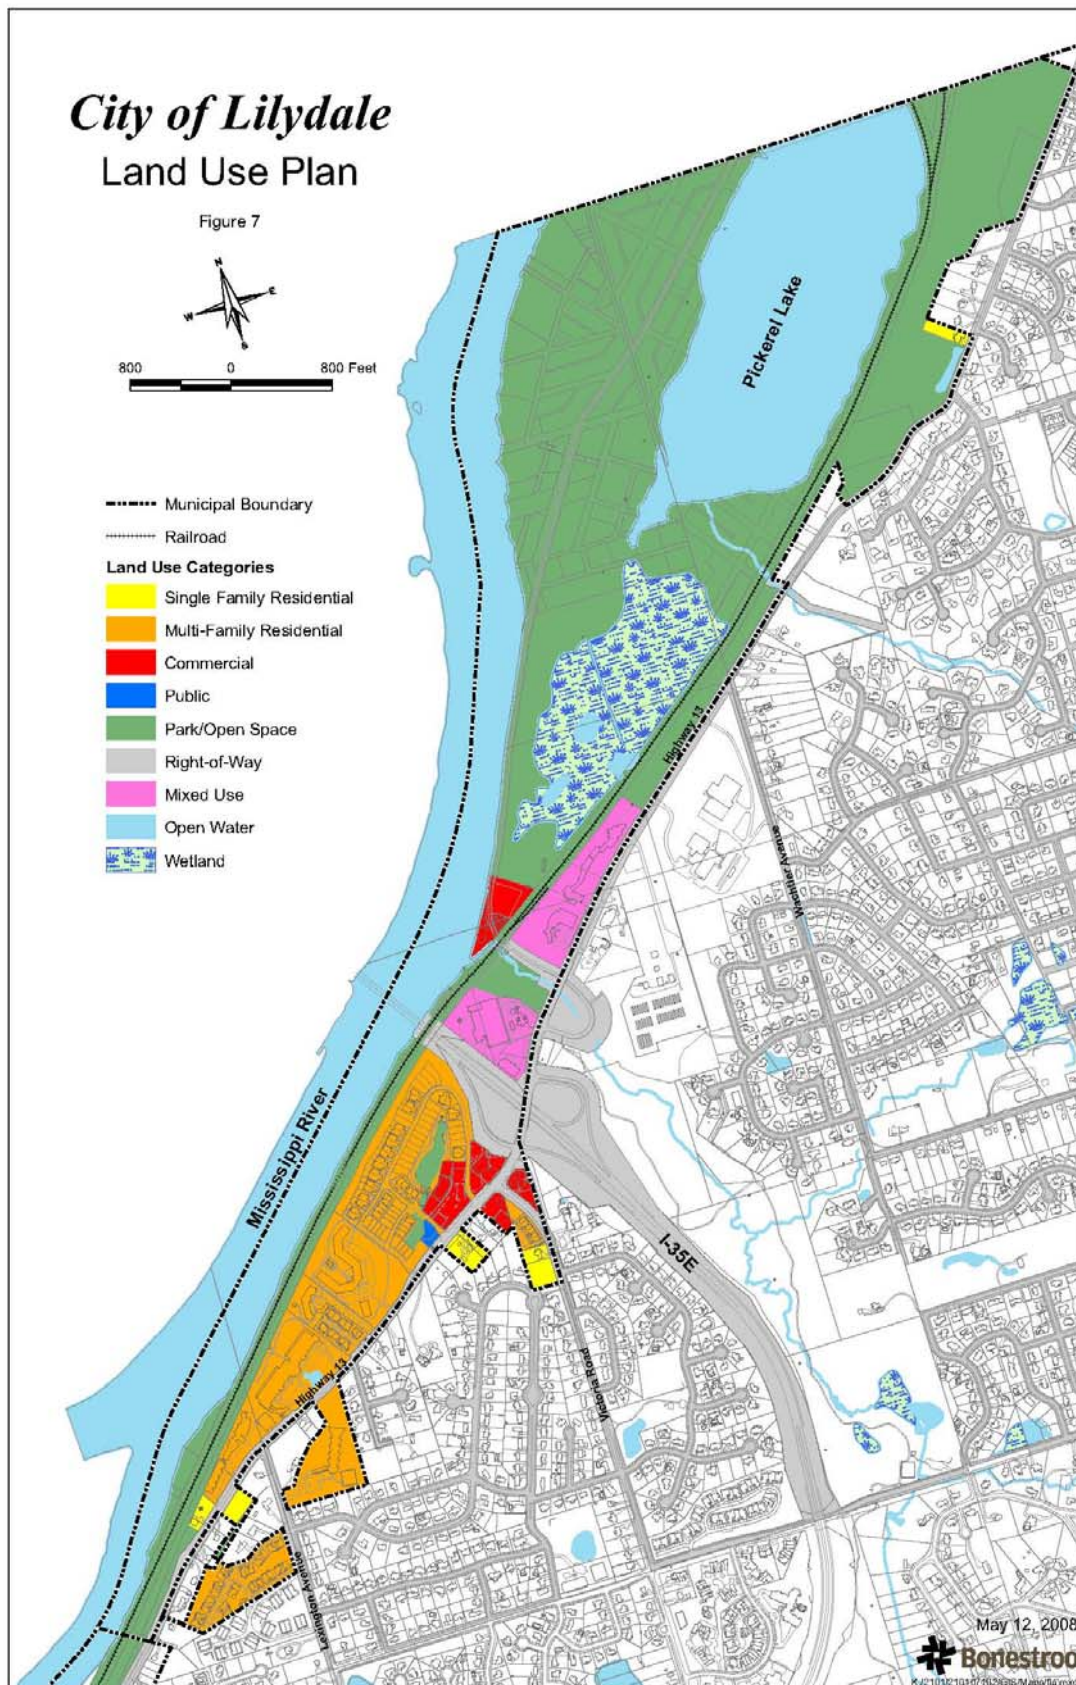 City of Lilydale
Land Use Plan
Figure 7
N
W
E
S
800 0 800 Feet
Municipal Boundary
Railroad
Land Use Categories
Single Family Residential
Multi-Family Residential
Commercial
Public
Park/Open Space
Right-of-Way
Mixed Use
Open Water
Wetland
Pickerel Lake
Highway 13
Wachtler Avenue
Mississippi River
I-35E
Victoria Road
Highway 13
Lexington Avenue
May 12, 2008
Bonestroo